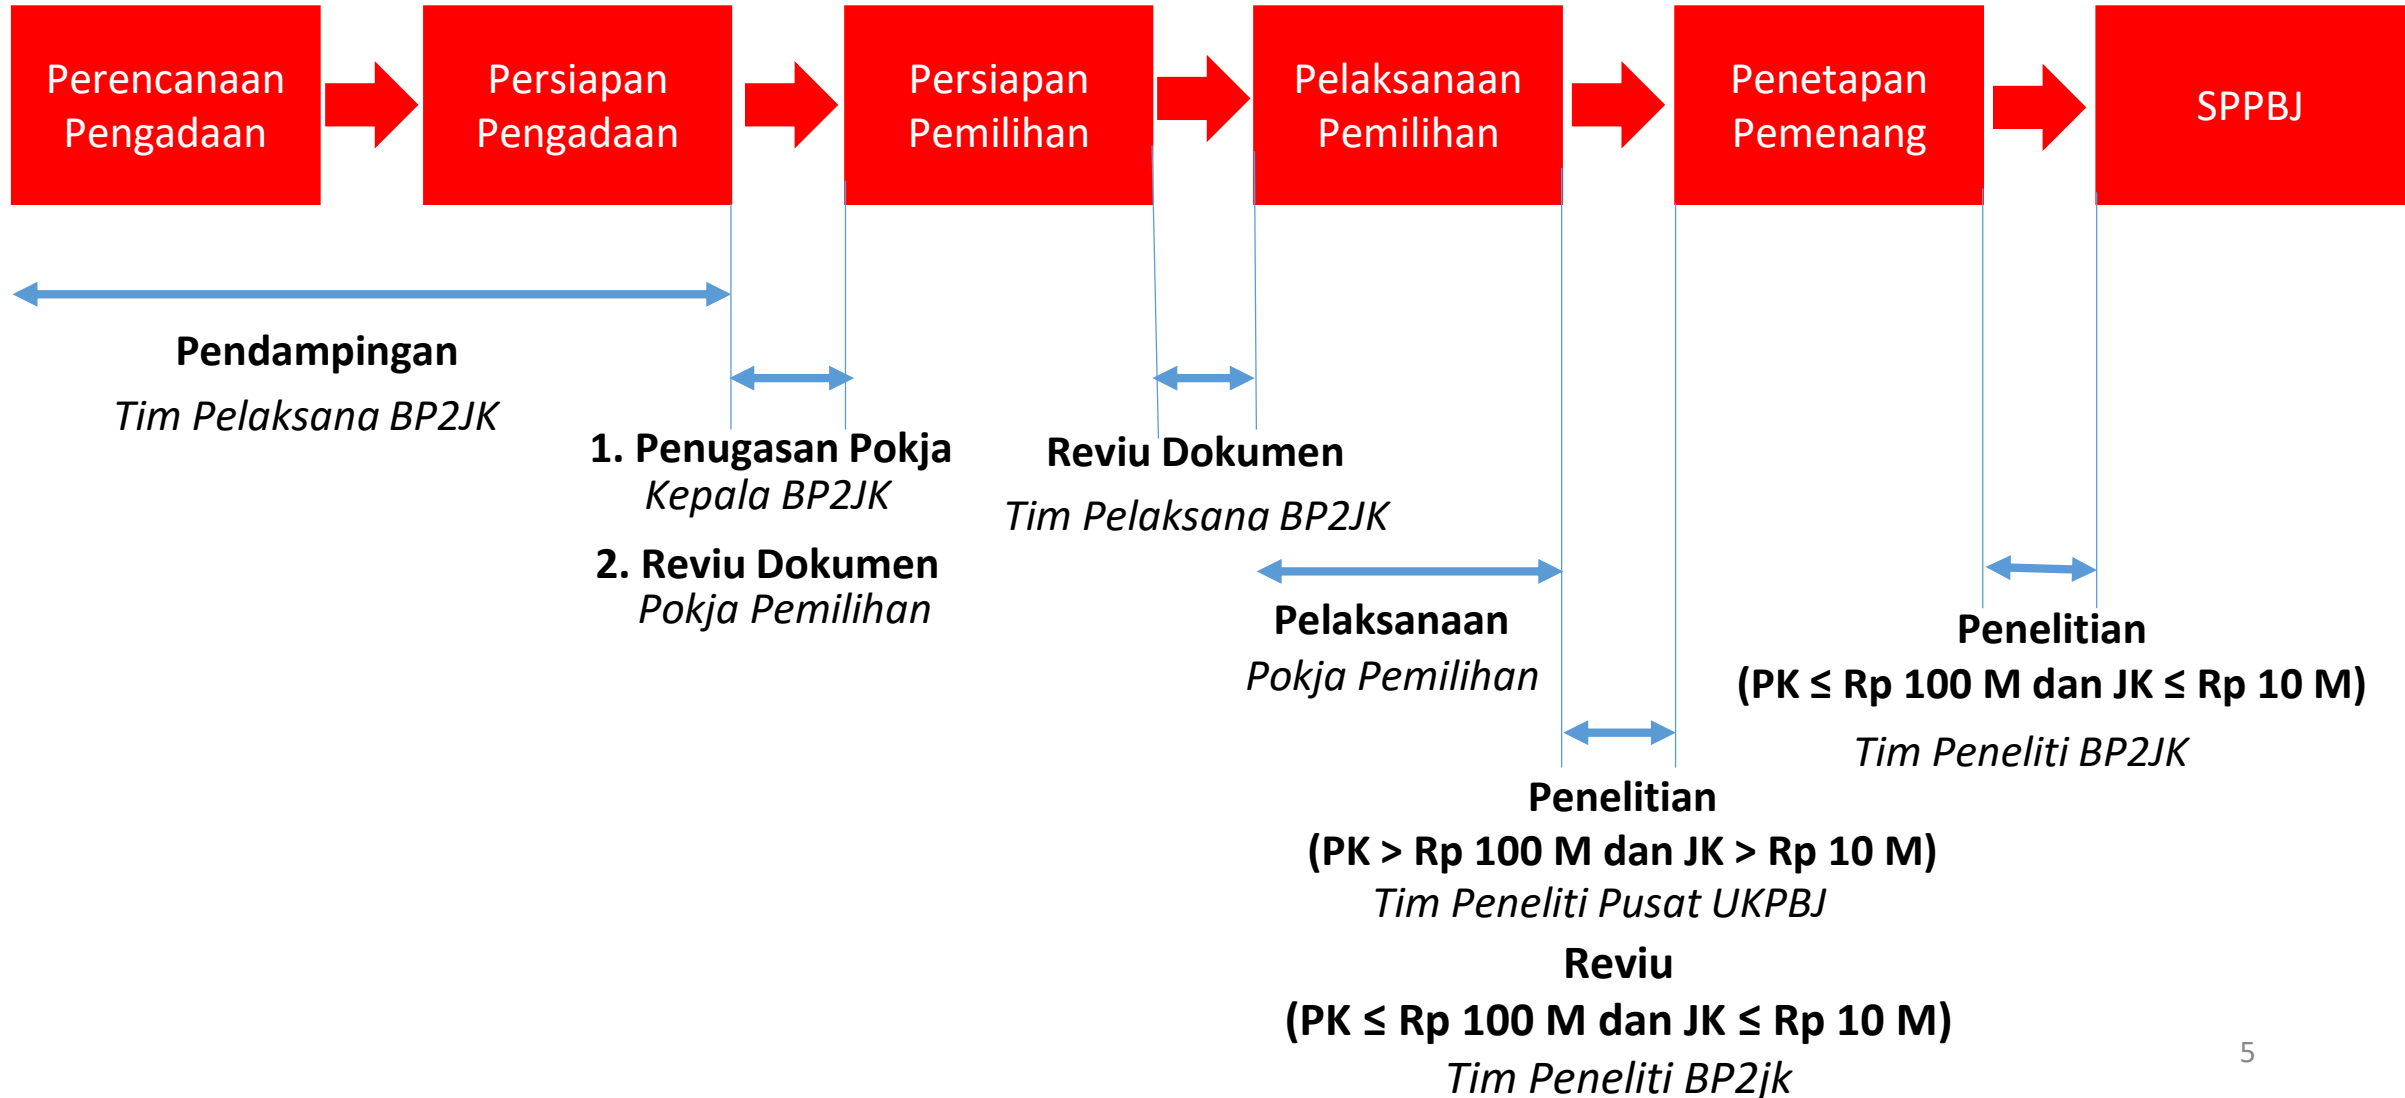 Perencanaan
Pengadaan
Persiapan
Pengadaan
Persiapan
Pemilihan
Pelaksanaan
Pemilihan
Penetapan
Pemenang
SPPBJ
Pendampingan
Tim Pelaksana BP2JK
1. Penugasan Pokja
Kepala BP2JK
2. Reviu Dokumen
Pokja Pemilihan
Reviu Dokumen
Tim Pelaksana BP2JK
Pelaksanaan
Pokja Pemilihan
Penelitian
(PK > Rp 100 M dan JK > Rp 10 M)
Tim Peneliti Pusat UKPBJ
Reviu
(PK ≤ Rp 100 M dan JK ≤ Rp 10 M)
Tim Peneliti BP2jk
Penelitian
(PK ≤ Rp 100 M dan JK ≤ Rp 10 M)
Tim Peneliti BP2JK
5